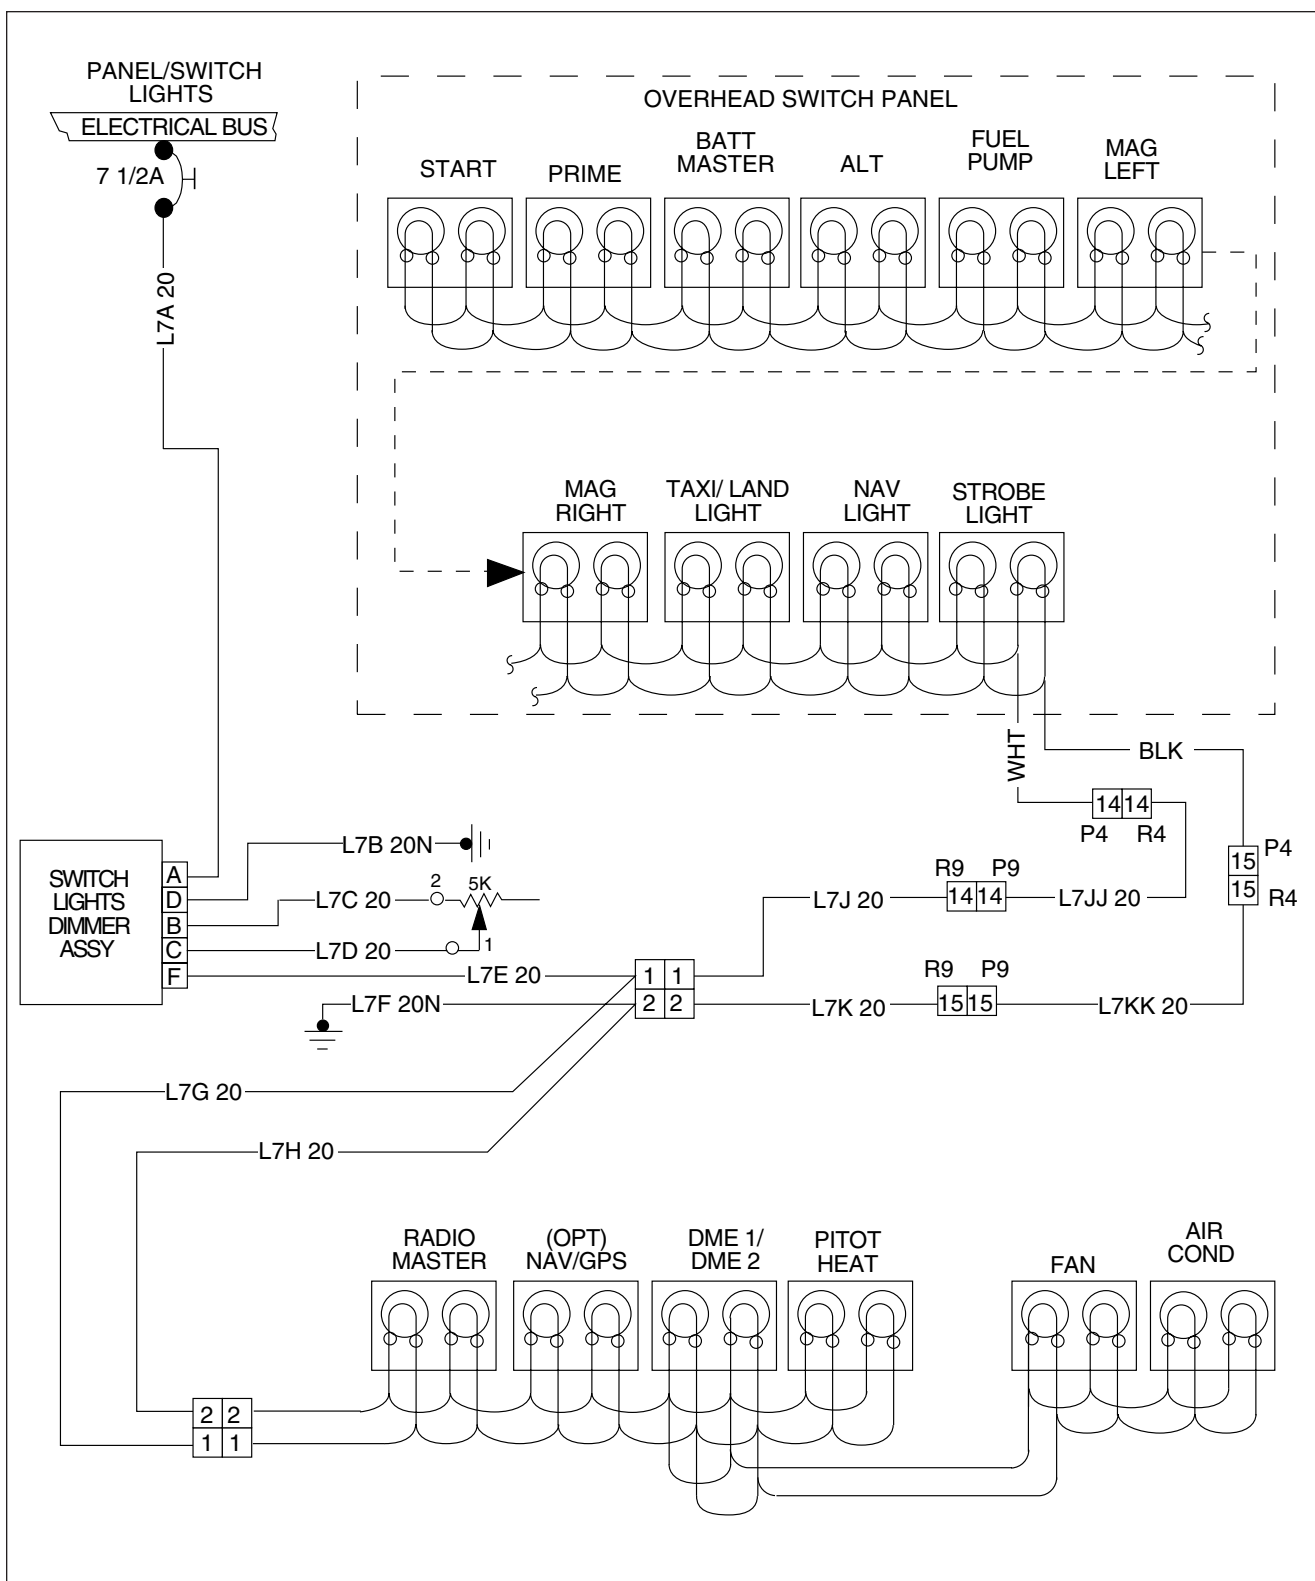 PANEL/SWITCH
LIGHTS
ELECTRICAL BUS
7 1/2A
L7A 20
OVERHEAD SWITCH PANEL
START
PRIME
BATT
MASTER
ALT
FUEL
PUMP
MAG
LEFT
MAG
RIGHT
TAXI/ LAND
LIGHT
NAV
LIGHT
STROBE
LIGHT
WHT
BLK
14 14
P4 R4
15 P4
15 R4
SWITCH
LIGHTS
DIMMER
ASSY
A
D
B
C
F
L7B 20N
L7C 20
2
5K
L7D 20
1
L7E 20
L7F 20N
1 1
2 2
L7J 20
R9 P9
14 14
L7JJ 20
L7K 20
R9 P9
15 15
L7KK 20
L7G 20
L7H 20
RADIO
MASTER
(OPT)
NAV/GPS
DME 1/
DME 2
PITOT
HEAT
FAN
AIR
COND
2 2
1 1